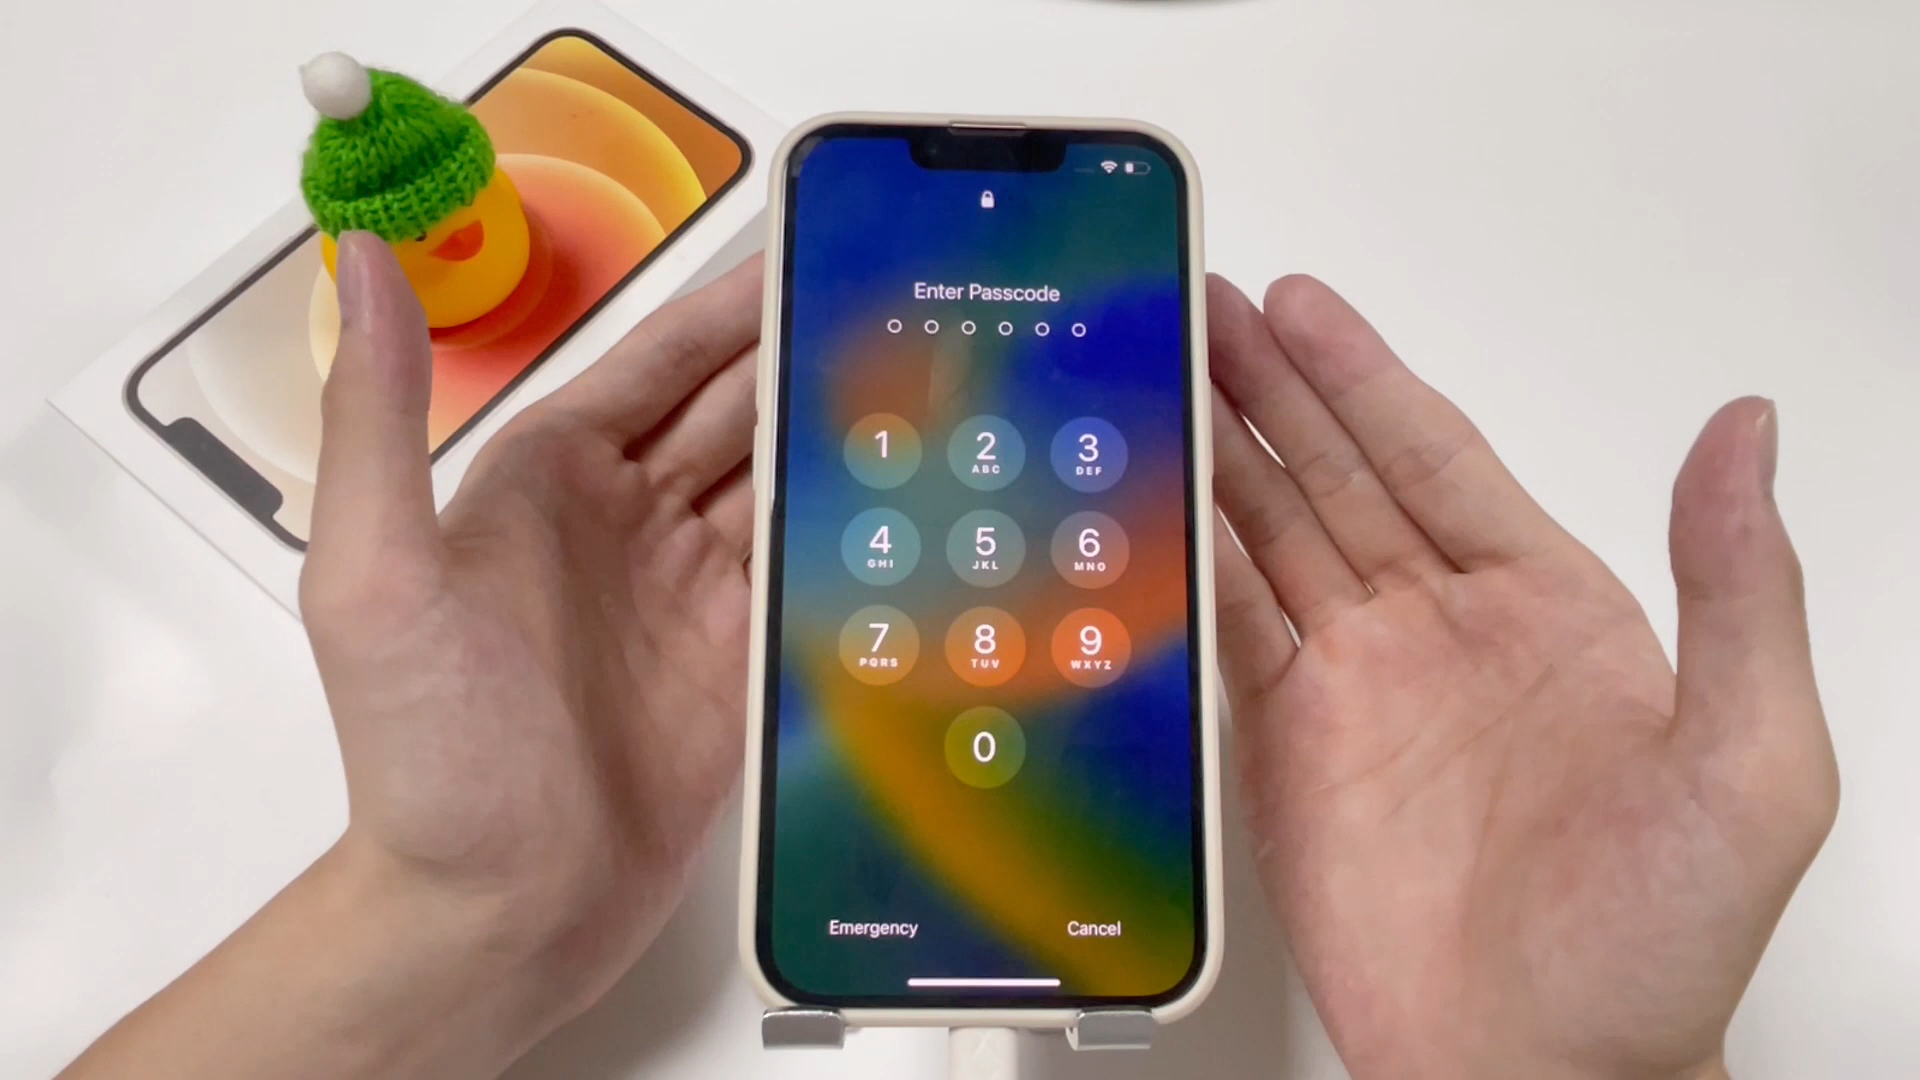 Enter Passcode
1
2
ABC
3
DEF
4
GHI
5
JKL
6
MNO
7
PQRS
8
TUV
9
WXYZ
0
Emergency
Cancel